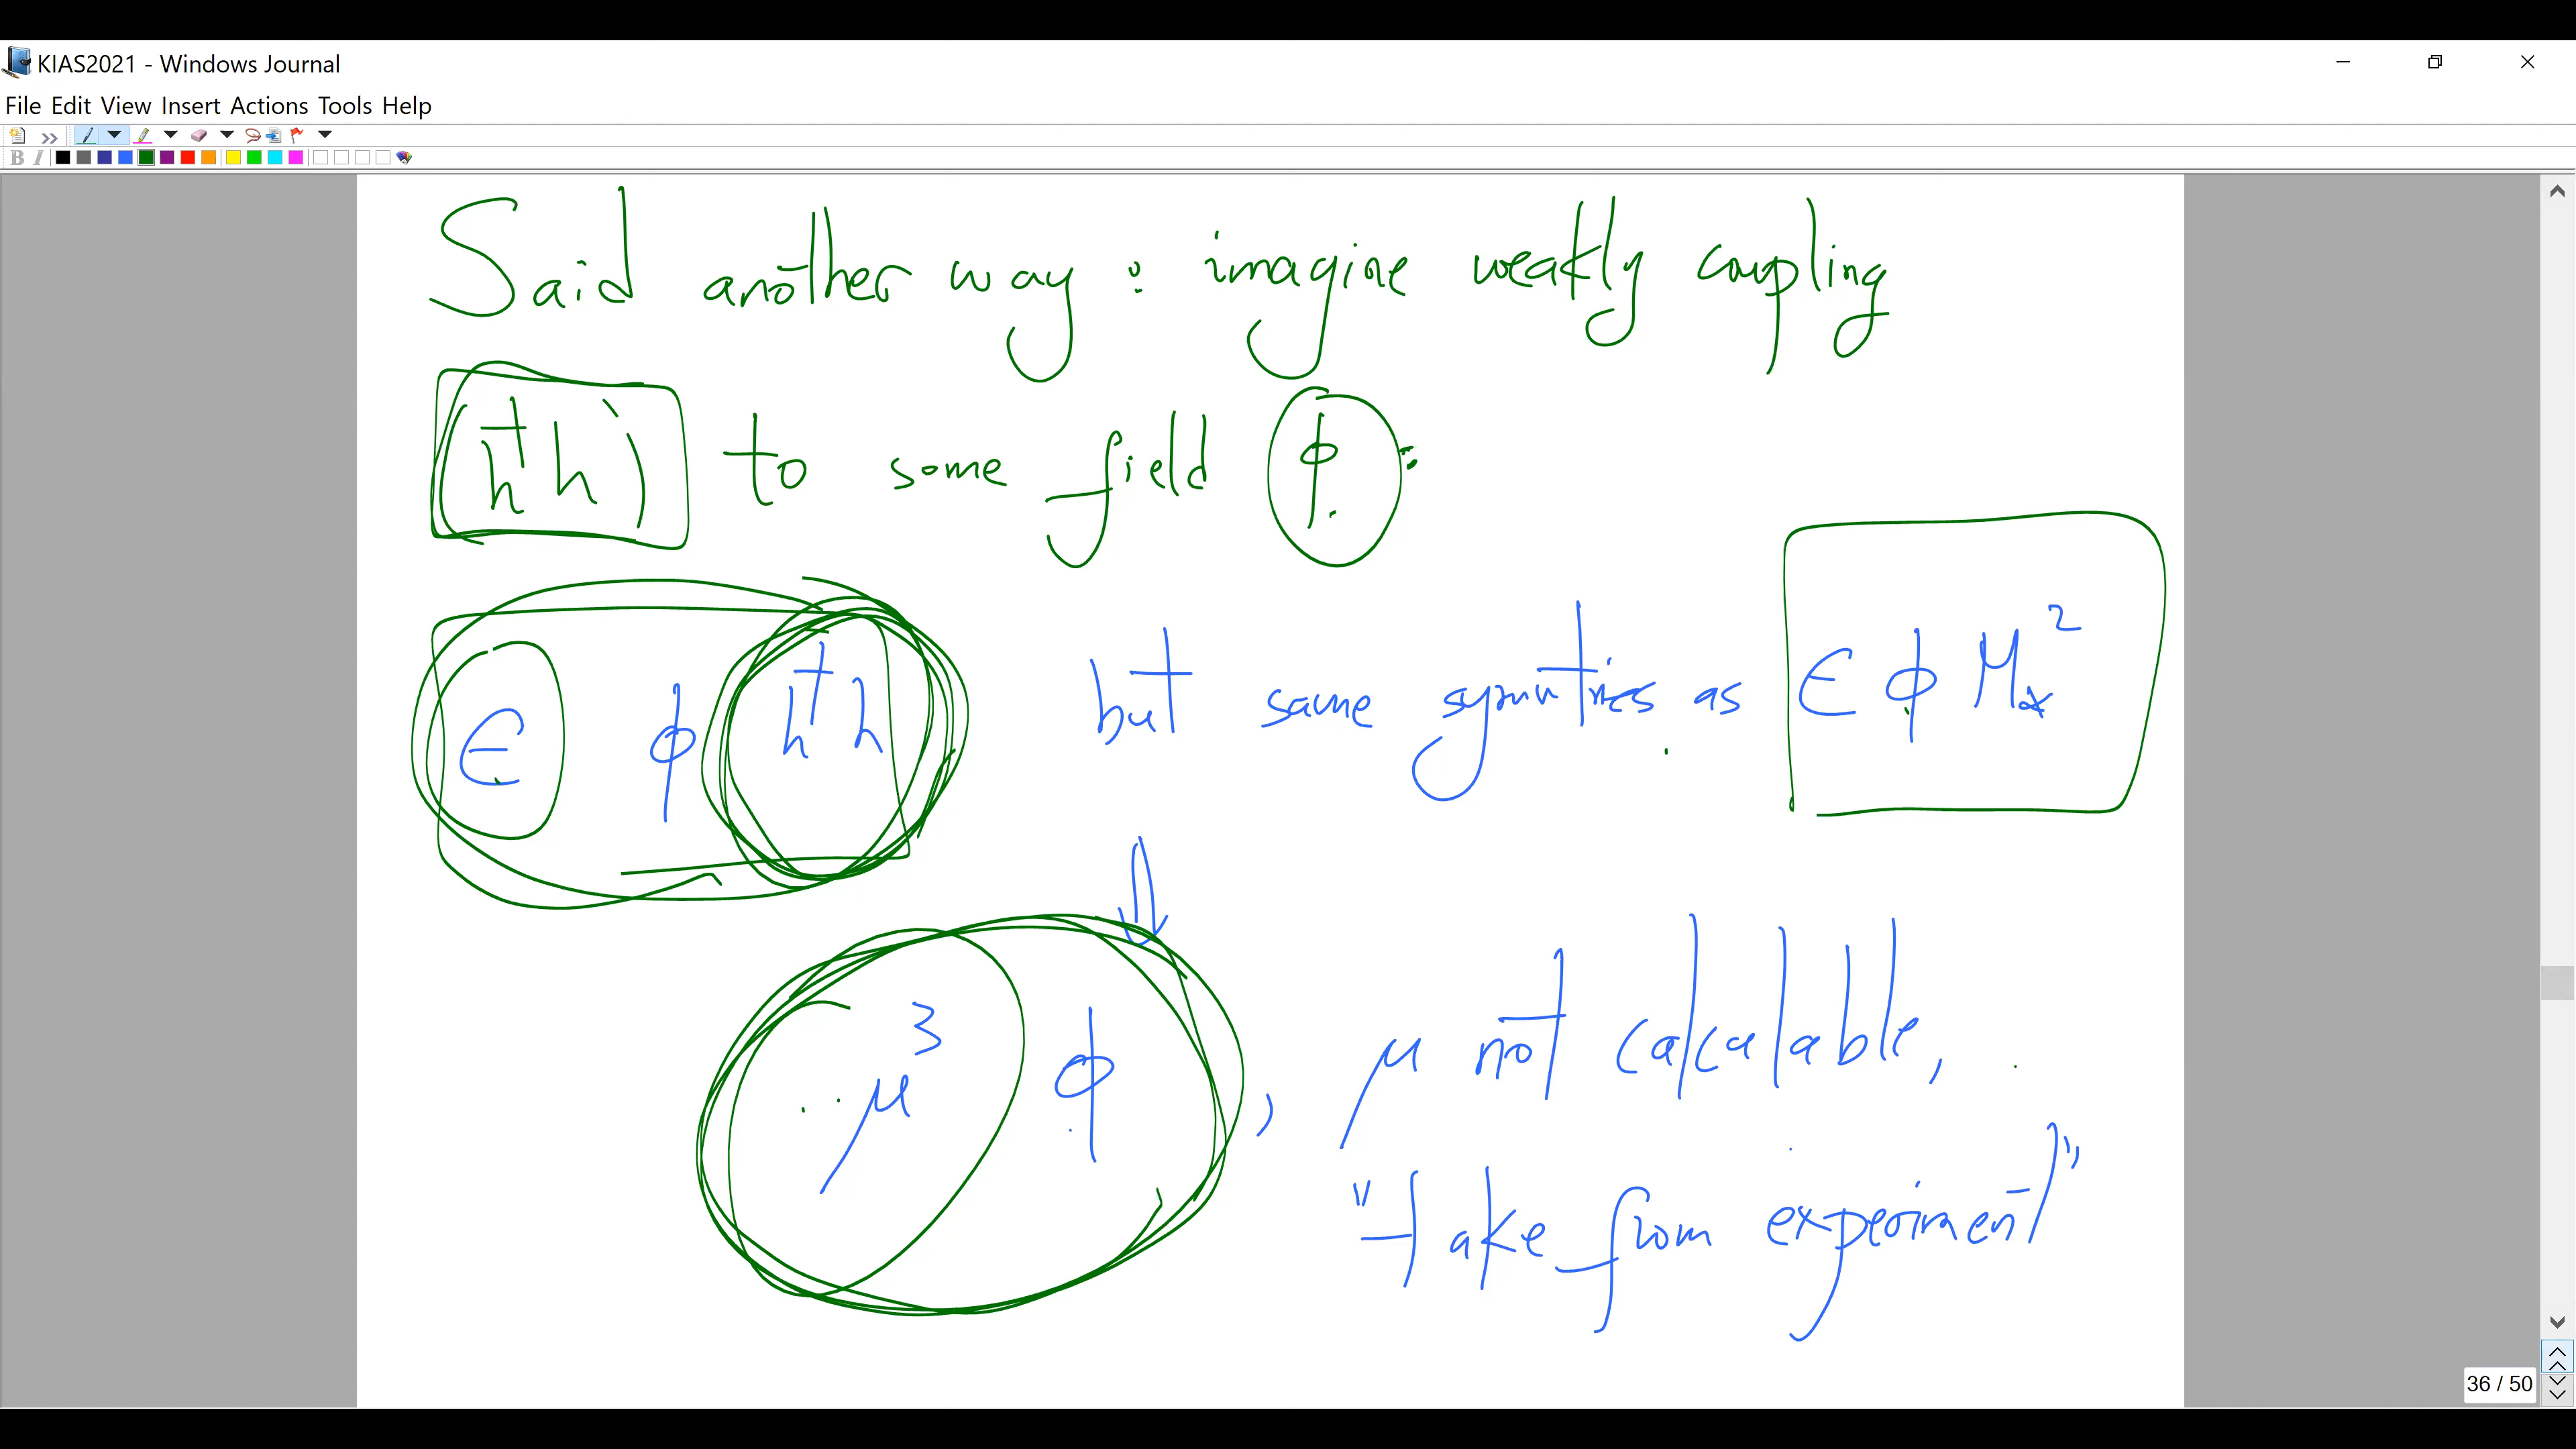 KIAS2021 - Windows Journal
File Edit View Insert Actions Tools Help
B I
Said another way : imagine weakly coupling
(h†h) to some field ϕ :
ϵ ϕ h†h but same symmtries as ϵ ϕ M*²
⇓
μ³ ϕ , μ not calculable,
"take from experiment"
36 / 50